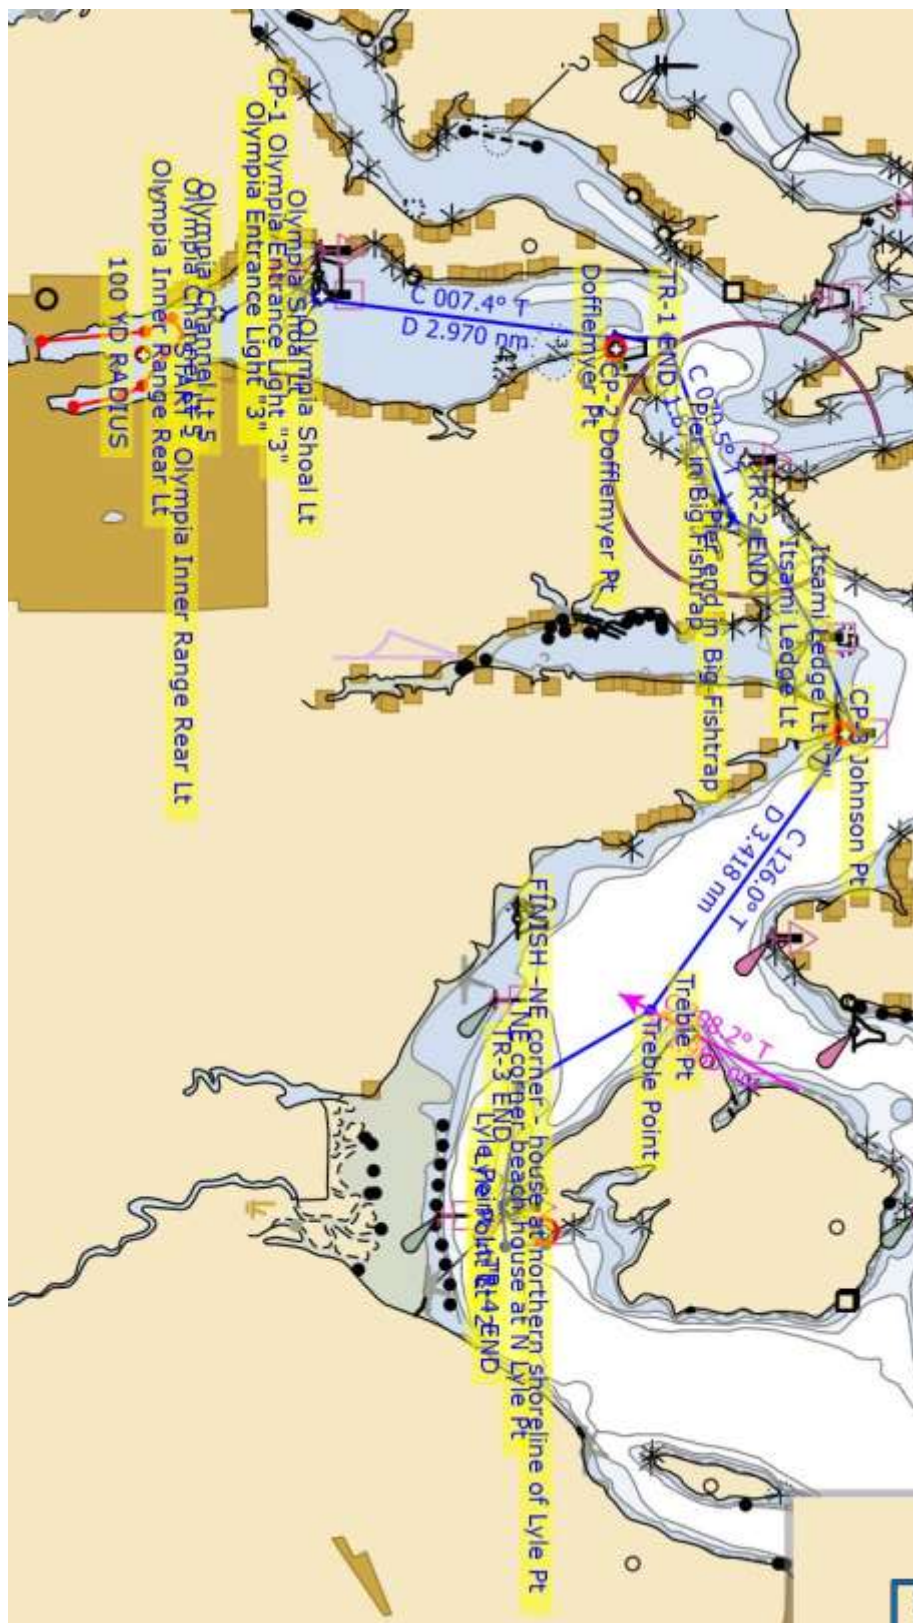 CP-1 Olympia Entrance Light "3"
Olympia Entrance Light "3"
Olympia Shoal Lt
Olympia Shoal Lt
Olympia Channel Lt 5
START - Olympia Inner Range Rear Lt
Olympia Inner Range Rear Lt
100 YD RADIUS
C 007.4° T
D 2.970 nm
Dofflemyer Pt
CP-2 Dofflemyer Pt
TR-1 END
Pier end in Big Fishtrap
Pier in Big Fishtrap
TR-2 END
Itsami Ledge Lt "7"
Itsami Ledge Lt
CP-3 Johnson Pt
C 126.0° T
D 3.418 nm
Treble Pt
Treble Point
FINISH -NE corner - house at northern shoreline of Lyle Pt
NE corner beach house at N Lyle Pt
TR-3 END
TR-4 END